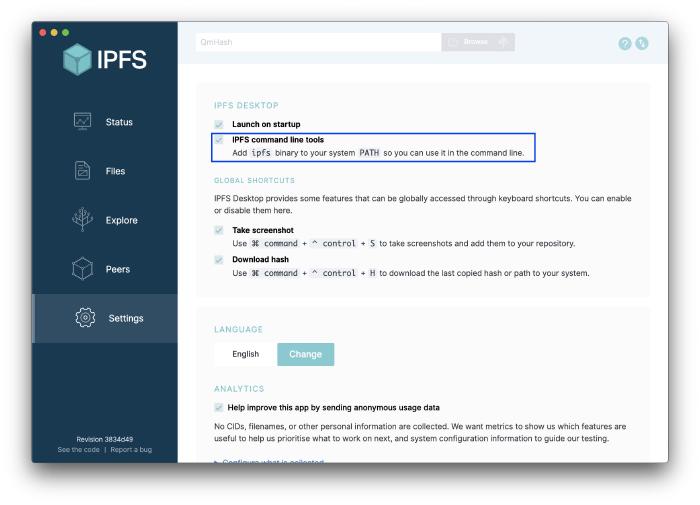 IPFS
QmHash
Browse
Status
Files
Explore
Peers
Settings
Revision 3834d49
See the code | Report a bug
IPFS DESKTOP
Launch on startup
IPFS command line tools
Add ipfs binary to your system PATH so you can use it in the command line.
GLOBAL SHORTCUTS
IPFS Desktop provides some features that can be globally accessed through keyboard shortcuts. You can enable
or disable them here.
Take screenshot
Use ⌘ command + ^ control + S to take screenshots and add them to your repository.
Download hash
Use ⌘ command + ^ control + H to download the last copied hash or path to your system.
LANGUAGE
English
Change
ANALYTICS
Help improve this app by sending anonymous usage data
No CIDs, filenames, or other personal information are collected. We want metrics to show us which features are
useful to help us prioritise what to work on next, and system configuration information to guide our testing.
Configure what is collected